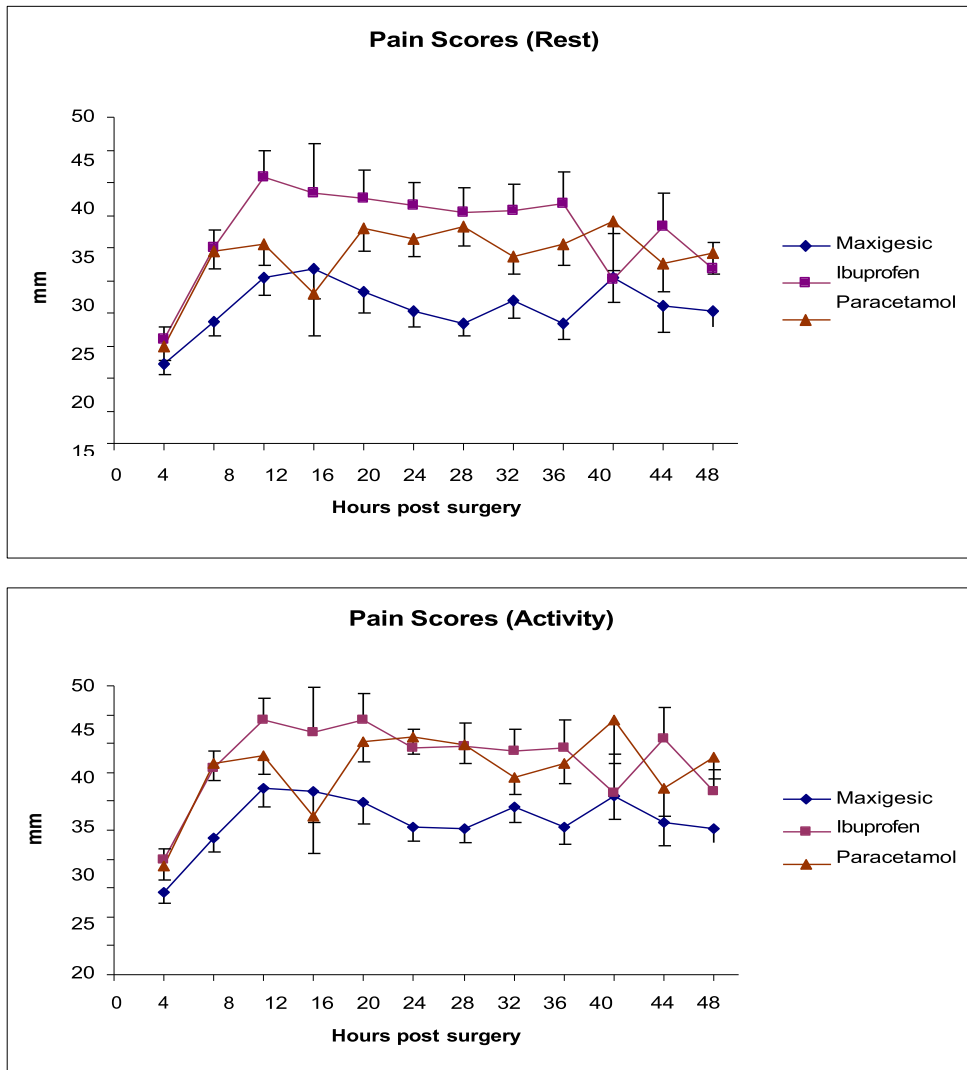 Pain Scores (Rest)
50
45
40
35
30
25
20
15
mm
0 4 8 12 16 20 24 28 32 36 40 44 48
Hours post surgery
Maxigesic
Ibuprofen
Paracetamol
Pain Scores (Activity)
50
45
40
35
30
25
20
mm
0 4 8 12 16 20 24 28 32 36 40 44 48
Hours post surgery
Maxigesic
Ibuprofen
Paracetamol